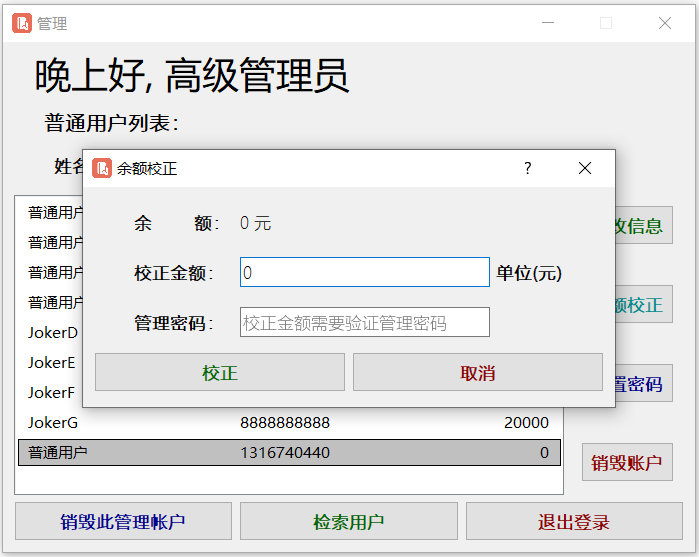 管理
晚上好, 高级管理员
普通用户列表：
姓名
余额校正
?
余 额： 0 元
校正金额： 0 单位(元)
管理密码： 校正金额需要验证管理密码
校正 取消
普通用户
普通用户
普通用户
普通用户
JokerD
JokerE
JokerF
JokerG 8888888888 20000
普通用户 1316740440 0
改信息
额校正
置密码
销毁账户
销毁此管理帐户 检索用户 退出登录